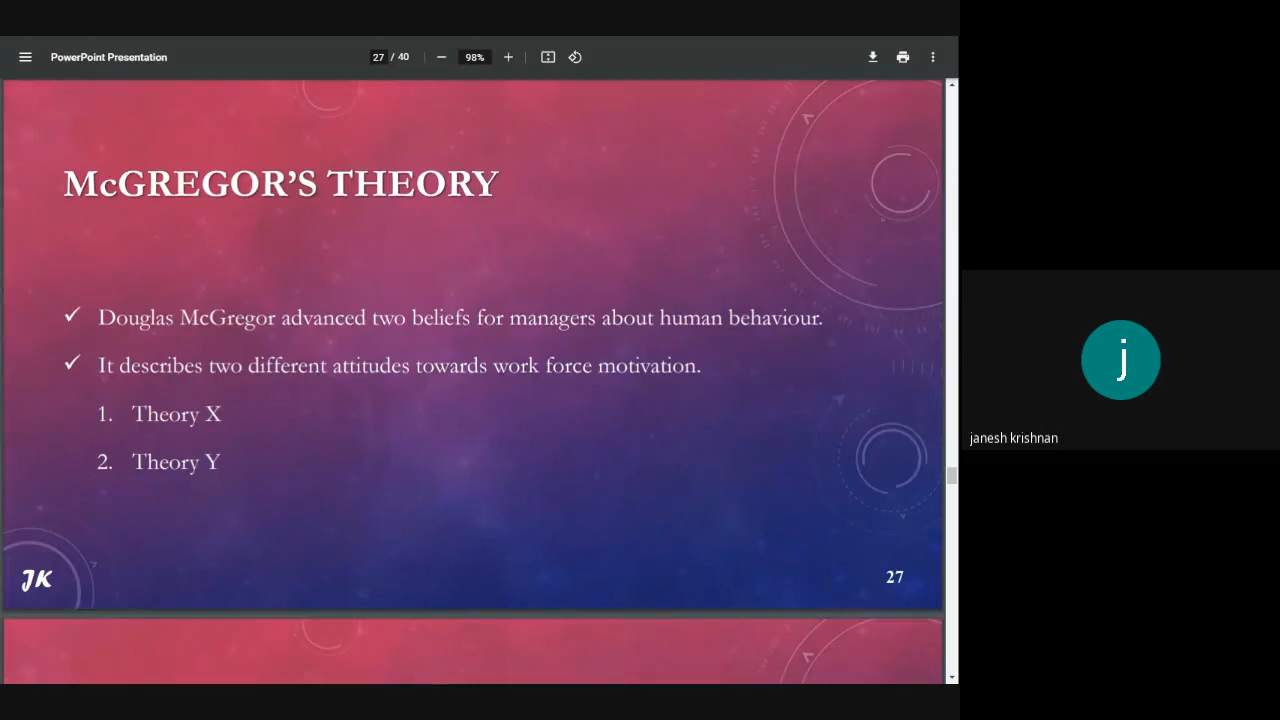 PowerPoint Presentation
27 / 40
98%
McGREGOR’S THEORY
✓ Douglas McGregor advanced two beliefs for managers about human behaviour.
✓ It describes two different attitudes towards work force motivation.
1. Theory X
2. Theory Y
JK
27
j
janesh krishnan